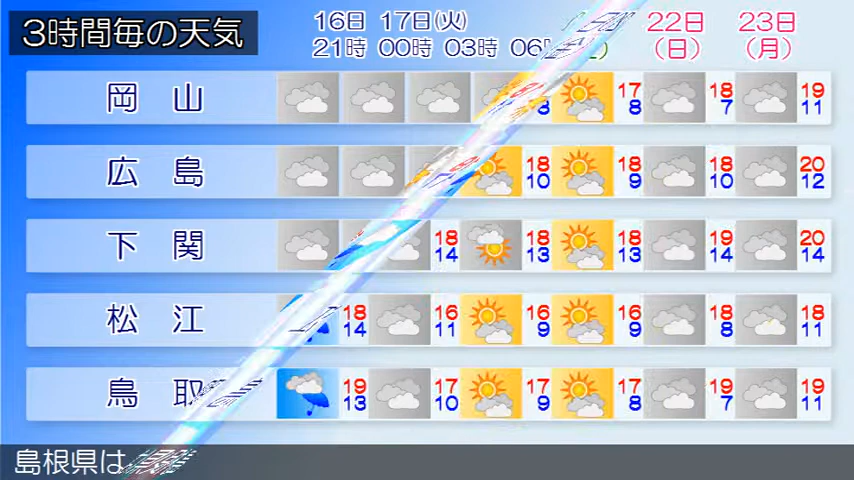 3時間毎の天気
16日 17日(火) 22日 23日
21時 00時 03時 06 (日) (月)
岡山 3 17 8 18 7 19 11
広島 18 10 18 9 18 10 20 12
下関 18 14 18 13 18 13 19 14 20 14
松江 18 14 16 11 16 9 16 9 18 8 18 11
鳥取 19 13 17 10 17 9 17 8 19 7 19 11
島根県は